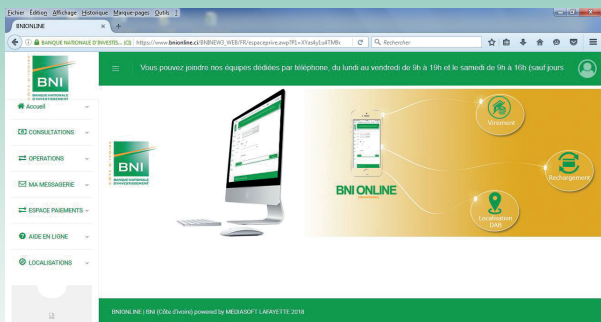 Fichier Édition Affichage Historique Marque-pages Outils ?
BNIONLINE
BANQUE NATIONALE D'INVESTIS... (CI)
https://www.bnionline.ci/BNINEW3_WEB/FR/espaceprive.awp
Rechercher
Vous pouvez joindre nos équipes dédiées par téléphone, du lundi au vendredi de 9h à 19h et le samedi de 9h à 16h (sauf jours
BNI
BANQUE NATIONALE
D'INVESTISSEMENT
Accueil
CONSULTATIONS
OPERATIONS
MA MESSAGERIE
ESPACE PAIEMENTS
AIDE EN LIGNE
LOCALISATIONS
BNI
BANQUE NATIONALE
D'INVESTISSEMENT
BNI ONLINE
Virement
Rechargement
Localisation
DAB
BNIONLINE | BNI (Côte d'Ivoire) powered by MEDIASOFT LAFAYETTE 2018